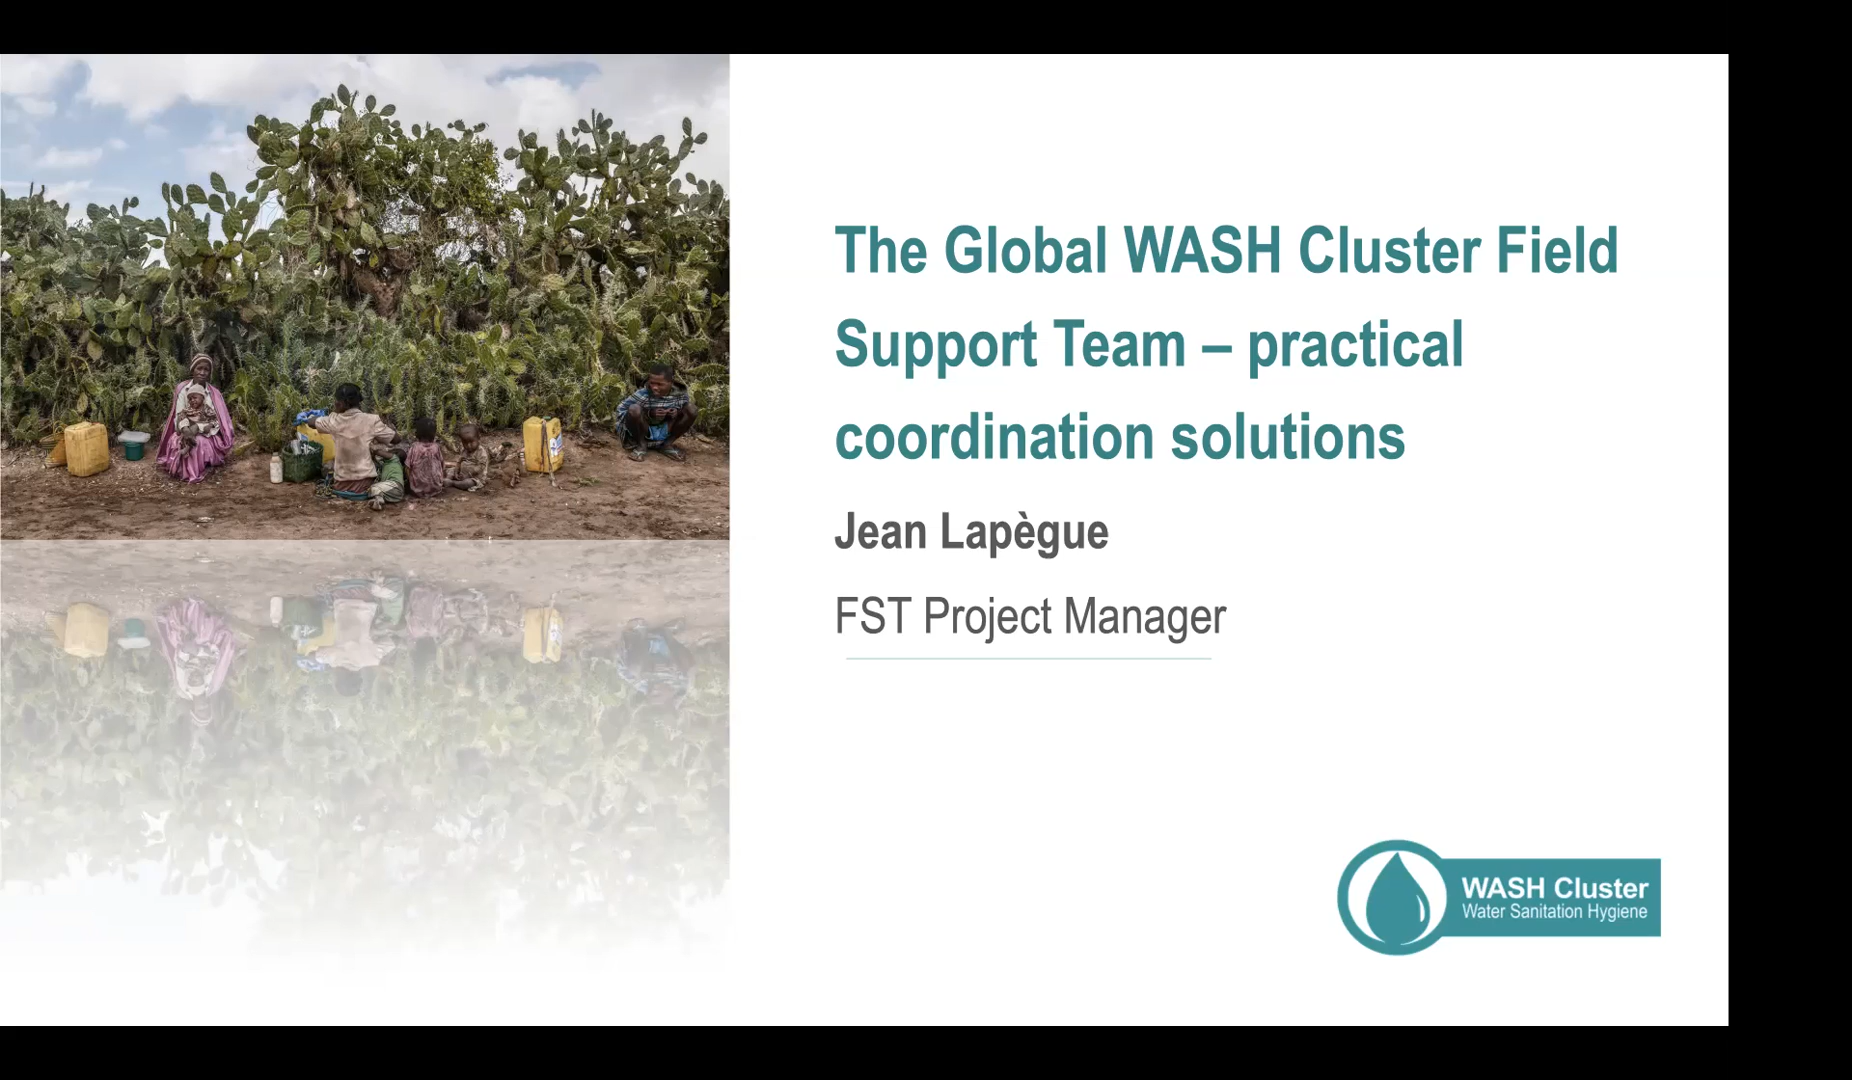 The Global WASH Cluster Field
Support Team – practical
coordination solutions
Jean Lapègue
FST Project Manager
WASH Cluster
Water Sanitation Hygiene